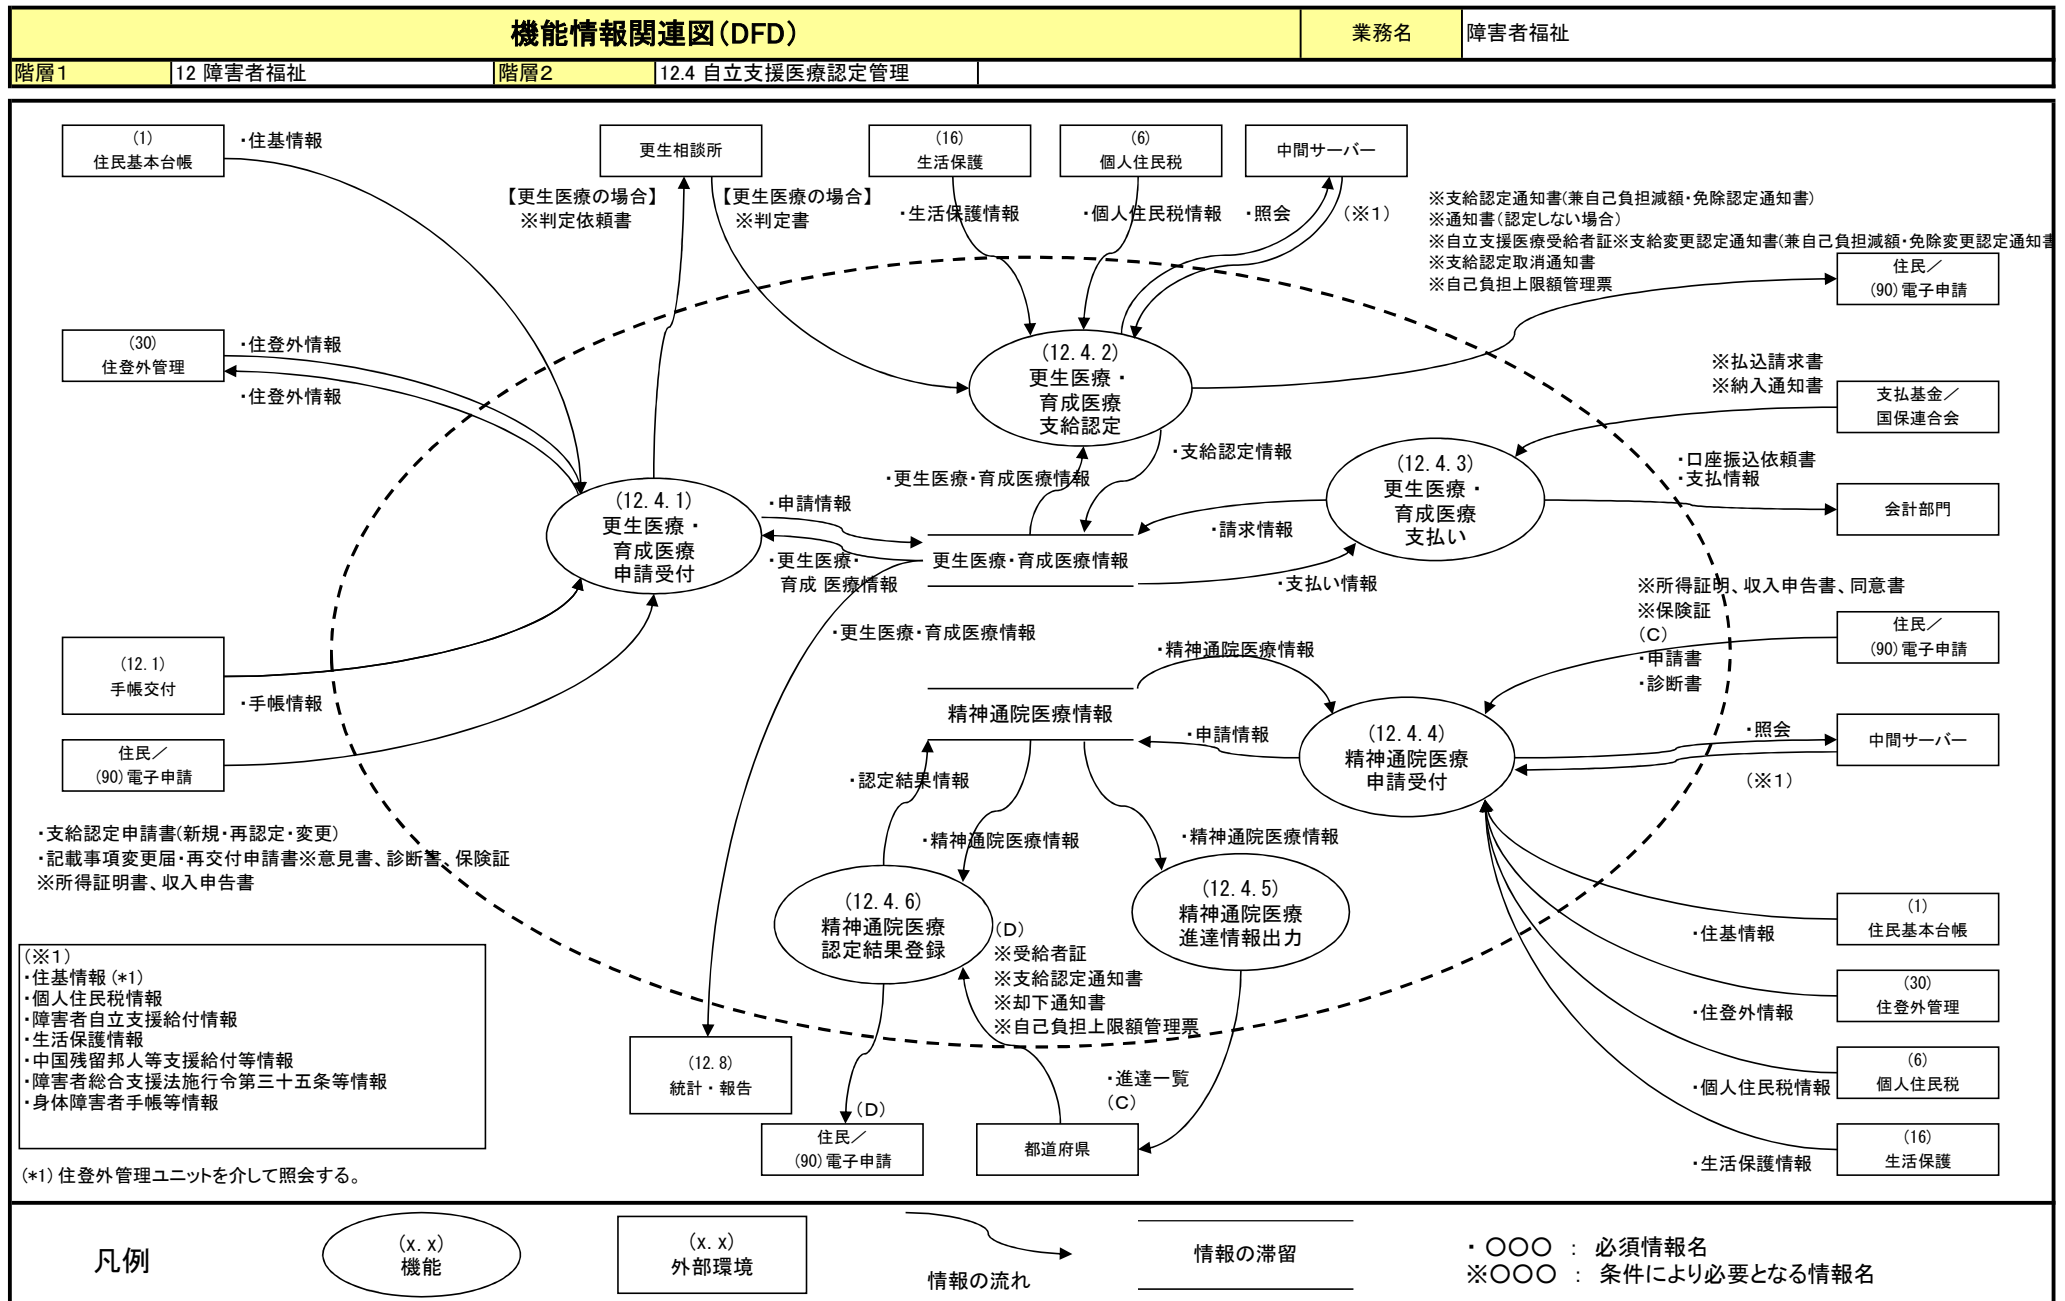 機能情報関連図(DFD)
業務名
障害者福祉
階層1
12 障害者福祉
階層2
12.4 自立支援医療認定管理
(1)
住民基本台帳
・住基情報
更生相談所
(16)
生活保護
(6)
個人住民税
中間サーバー
【更生医療の場合】
※判定依頼書
【更生医療の場合】
※判定書
・生活保護情報
・個人住民税情報
・照会
(※1)
※支給認定通知書(兼自己負担減額・免除認定通知書)
※通知書(認定しない場合)
※自立支援医療受給者証※支給変更認定通知書(兼自己負担減額・免除変更認定通知書
※支給認定取消通知書
※自己負担上限額管理票
住民/
(90)電子申請
(30)
住登外管理
・住登外情報
・住登外情報
(12.4.2)
更生医療・
育成医療
支給認定
※払込請求書
※納入通知書
支払基金/
国保連合会
・支給認定情報
・更生医療・育成医療情報
(12.4.3)
更生医療・
育成医療
支払い
・口座振込依頼書
・支払情報
会計部門
(12.4.1)
更生医療・
育成医療
申請受付
・申請情報
・請求情報
・更生医療・
育成 医療情報
更生医療・育成医療情報
・支払い情報
※所得証明、収入申告書、同意書
※保険証
(C)
・申請書
・診断書
住民/
(90)電子申請
・更生医療・育成医療情報
(12.1)
手帳交付
・手帳情報
・精神通院医療情報
精神通院医療情報
・申請情報
(12.4.4)
精神通院医療
申請受付
・照会
中間サーバー
(※1)
住民/
(90)電子申請
・認定結果情報
・支給認定申請書(新規・再認定・変更)
・記載事項変更届・再交付申請書※意見書、診断書、保険証
※所得証明書、収入申告書
・精神通院医療情報
・精神通院医療情報
(12.4.6)
精神通院医療
認定結果登録
(12.4.5)
精神通院医療
進達情報出力
(D)
※受給者証
※支給認定通知書
※却下通知書
※自己負担上限額管理票
(1)
住民基本台帳
・住基情報
(30)
住登外管理
・住登外情報
(6)
個人住民税
・個人住民税情報
(16)
生活保護
・生活保護情報
(※1)
・住基情報(*1)
・個人住民税情報
・障害者自立支援給付情報
・生活保護情報
・中国残留邦人等支援給付等情報
・障害者総合支援法施行令第三十五条等情報
・身体障害者手帳等情報
(*1)住登外管理ユニットを介して照会する。
(12.8)
統計・報告
(D)
住民/
(90)電子申請
・進達一覧
(C)
都道府県
凡例
(x.x)
機能
(x.x)
外部環境
情報の流れ
情報の滞留
・ ○○○ : 必須情報名
※○○○ : 条件により必要となる情報名